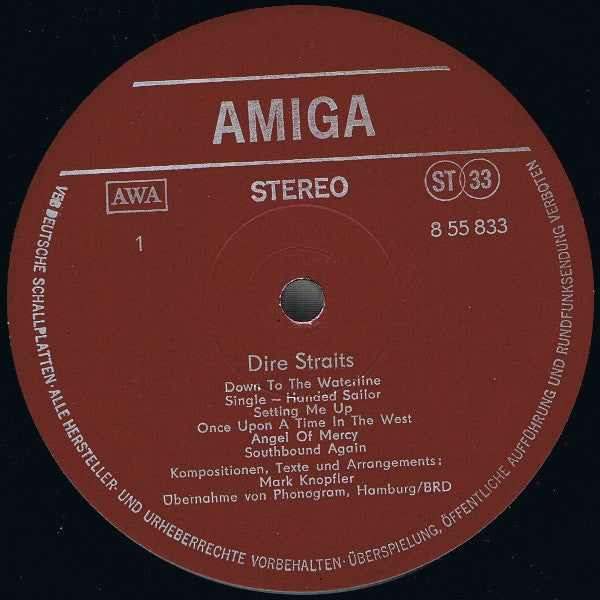 AMIGA
AWA
STEREO
ST 33
1
8 55 833
Dire Straits
Down To The Waterline
Single – Handed Sailor
Setting Me Up
Once Upon A Time In The West
Angel Of Mercy
Southbound Again
Kompositionen, Texte und Arrangements:
Mark Knopfler
Übernahme von Phonogram, Hamburg/BRD
VEB DEUTSCHE SCHALLPLATTEN · ALLE HERSTELLER- UND URHEBERRECHTE VORBEHALTEN · ÜBERSPIELUNG, ÖFFENTLICHE AUFFÜHRUNG UND RUNDFUNKSENDUNG VERBOTEN